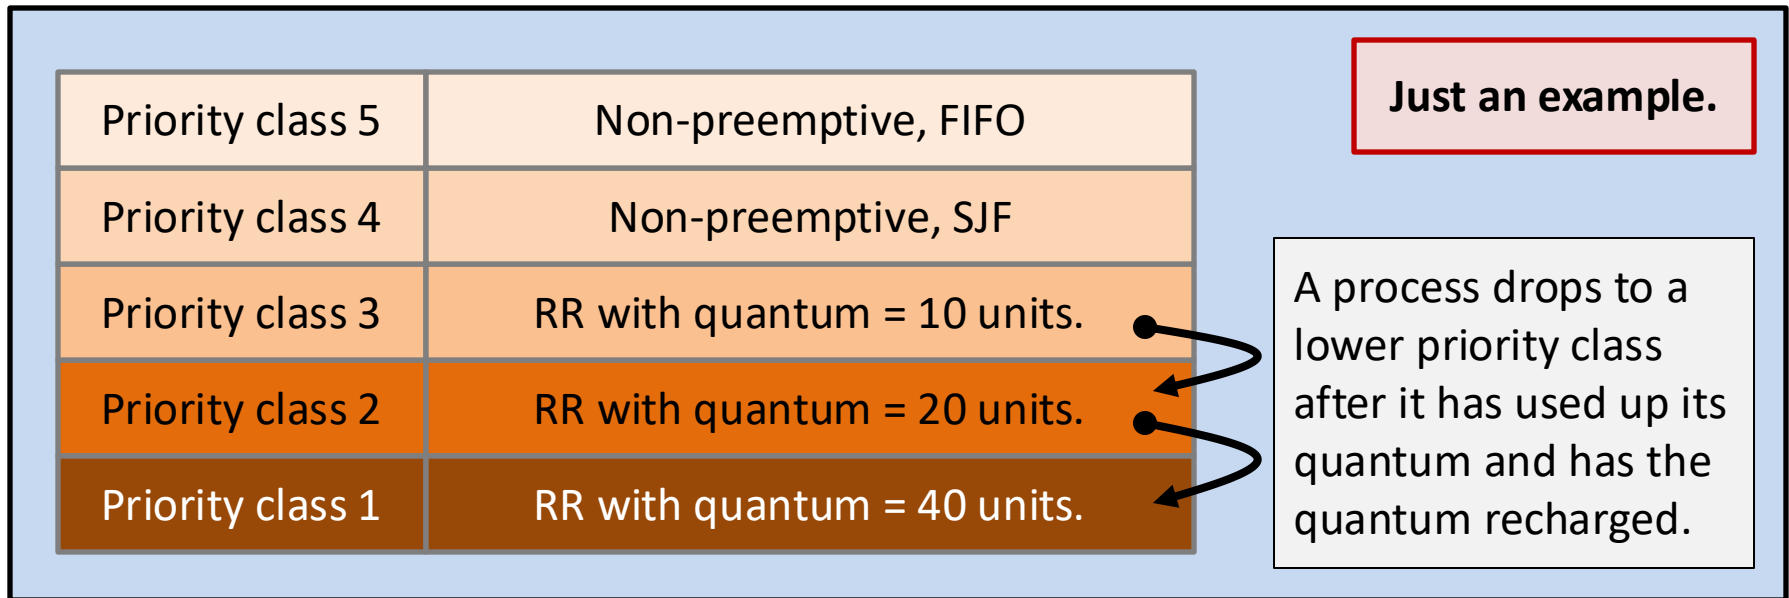 Just an example.
Priority class 5 Non-preemptive, FIFO
Priority class 4 Non-preemptive, SJF
Priority class 3 RR with quantum = 10 units.
Priority class 2 RR with quantum = 20 units.
Priority class 1 RR with quantum = 40 units.
A process drops to a
lower priority class
after it has used up its
quantum and has the
quantum recharged.